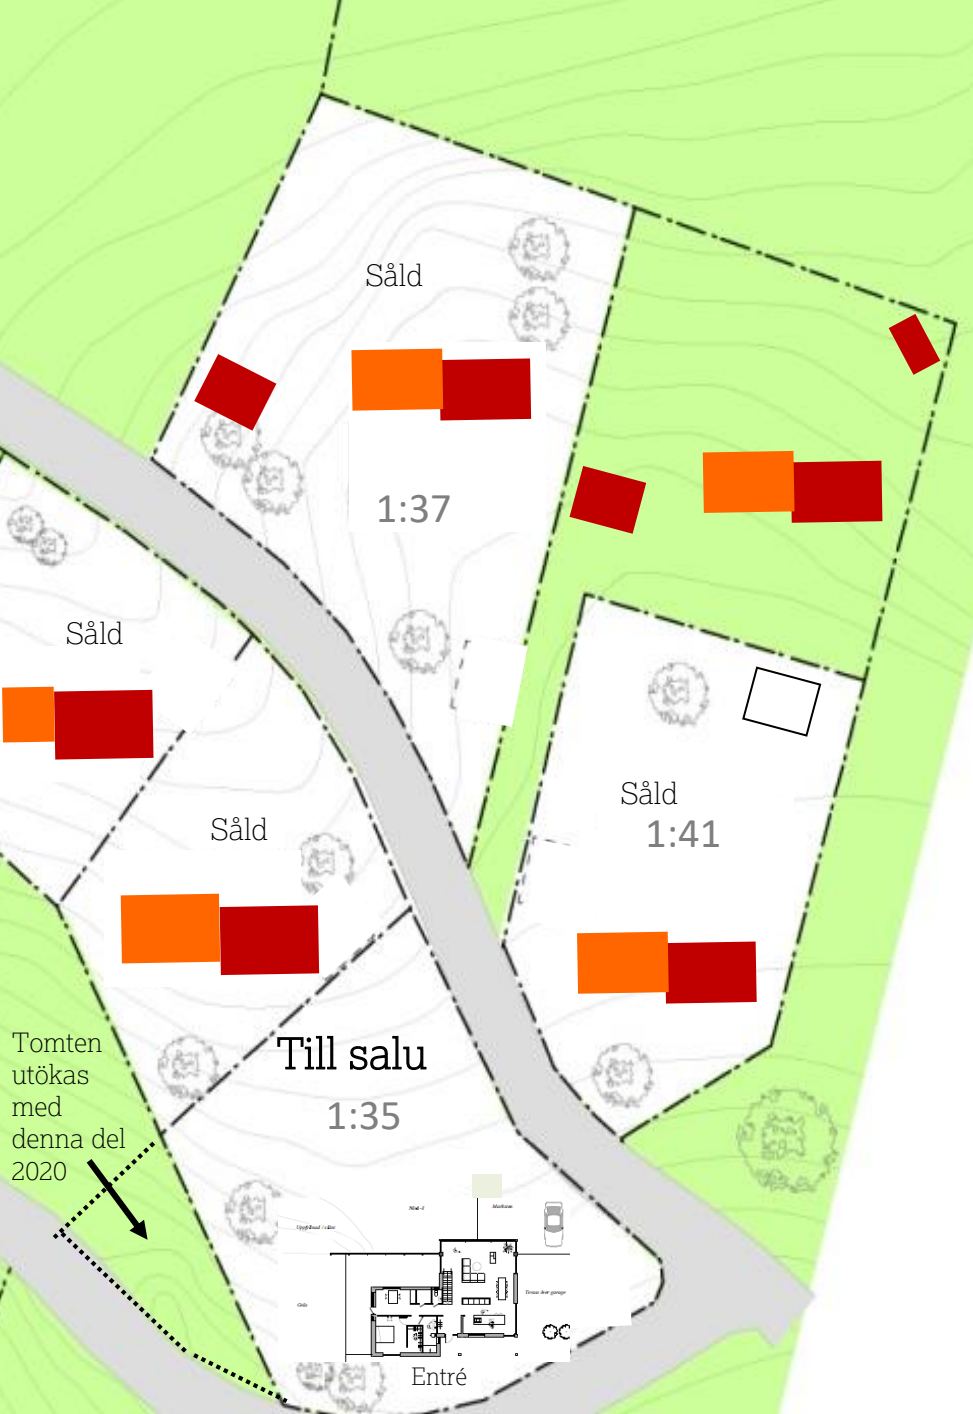 Såld
1:37
Såld
Såld
1:41
Såld
Till salu
1:35
Tomten
utökas
med
denna del
2020
Entré